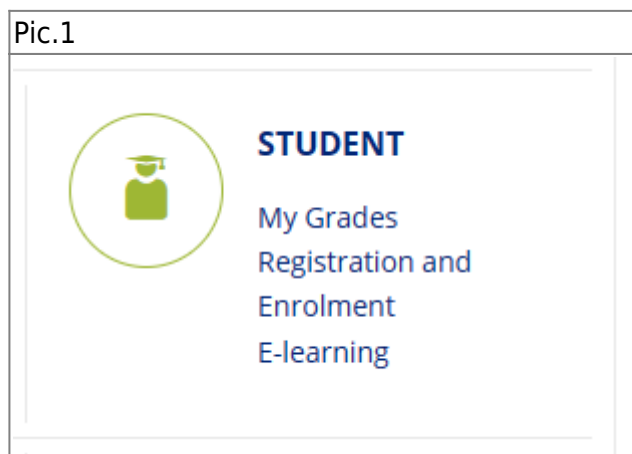 Pic.1
STUDENT
My Grades
Registration and
Enrolment
E-learning